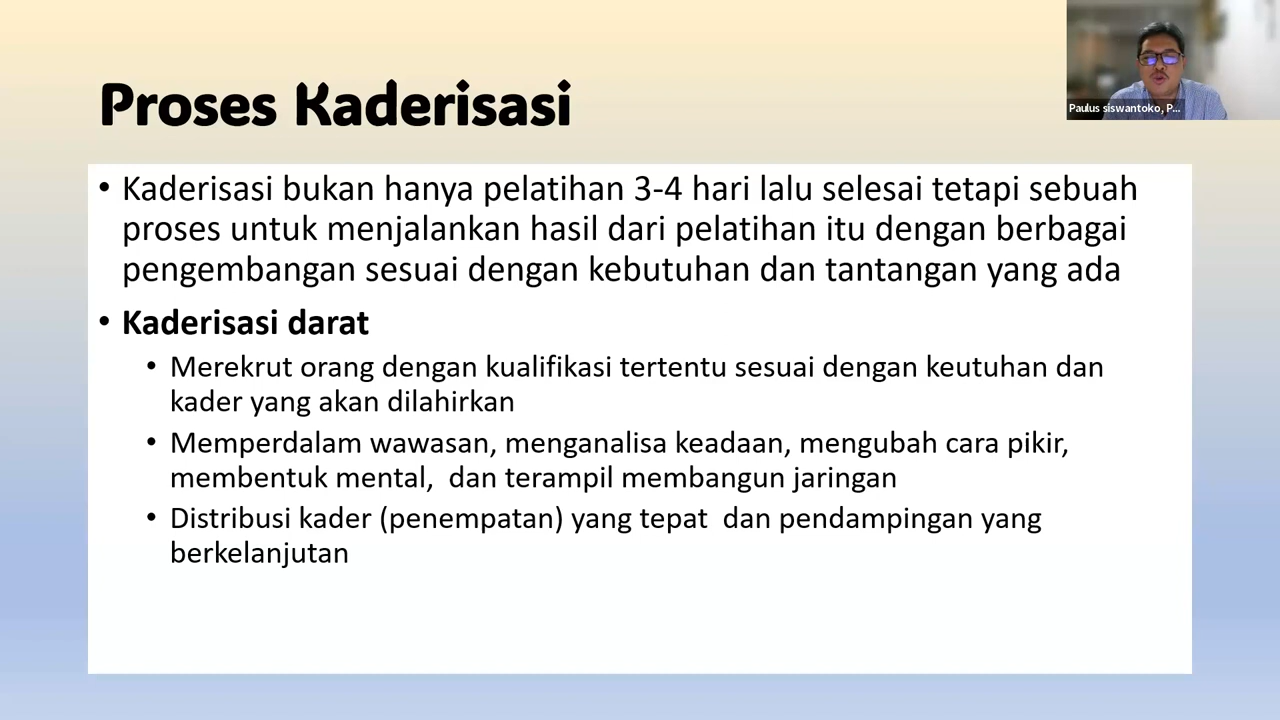 Proses Kaderisasi
Paulus siswantoko, P...
• Kaderisasi bukan hanya pelatihan 3-4 hari lalu selesai tetapi sebuah
proses untuk menjalankan hasil dari pelatihan itu dengan berbagai
pengembangan sesuai dengan kebutuhan dan tantangan yang ada
• Kaderisasi darat
• Merekrut orang dengan kualifikasi tertentu sesuai dengan keutuhan dan
kader yang akan dilahirkan
• Memperdalam wawasan, menganalisa keadaan, mengubah cara pikir,
membentuk mental,  dan terampil membangun jaringan
• Distribusi kader (penempatan) yang tepat  dan pendampingan yang
berkelanjutan